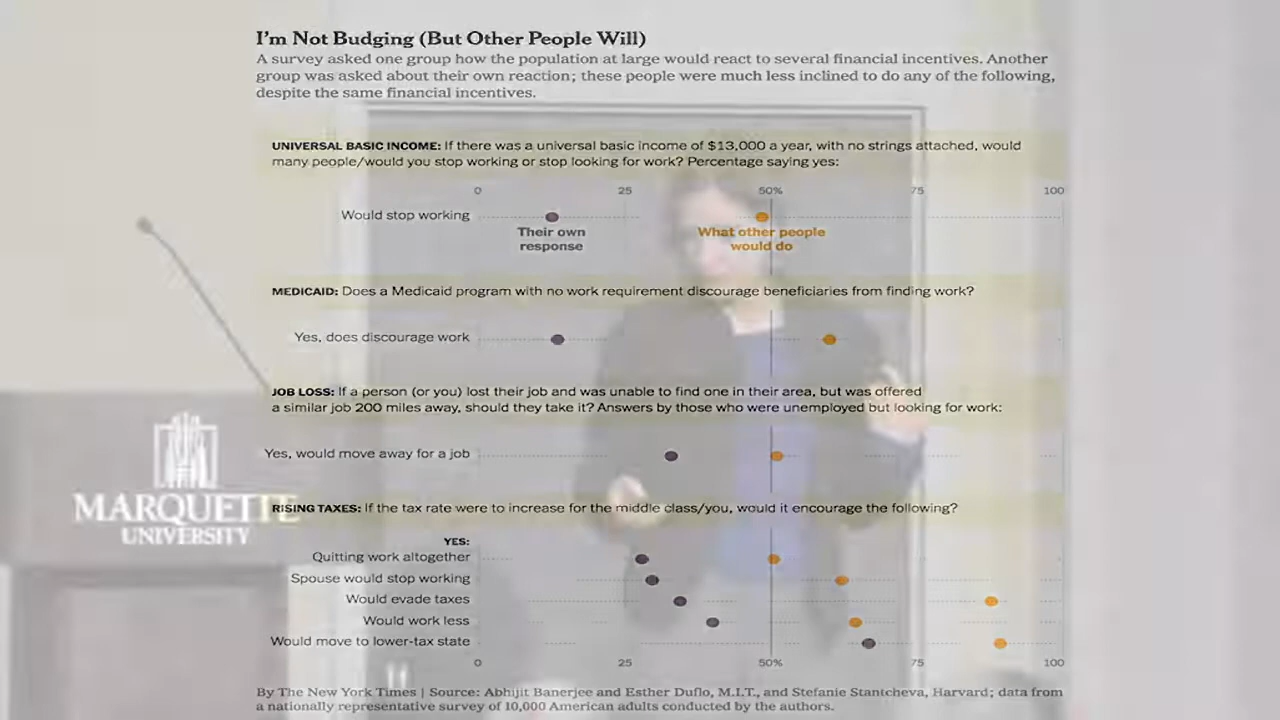 I'm Not Budging (But Other People Will)
A survey asked one group how the population at large would react to several financial incentives. Another
group was asked about their own reaction; these people were much less inclined to do any of the following,
despite the same financial incentives.
UNIVERSAL BASIC INCOME: If there was a universal basic income of $13,000 a year, with no strings attached, would
many people/would you stop working or stop looking for work? Percentage saying yes:
0 25 50% 75 100
Would stop working
Their own
response
What other people
would do
MEDICAID: Does a Medicaid program with no work requirement discourage beneficiaries from finding work?
Yes, does discourage work
JOB LOSS: If a person (or you) lost their job and was unable to find one in their area, but was offered
a similar job 200 miles away, should they take it? Answers by those who were unemployed but looking for work:
Yes, would move away for a job
MARQUETTE
UNIVERSITY
RISING TAXES: If the tax rate were to increase for the middle class/you, would it encourage the following?
YES:
Quitting work altogether
Spouse would stop working
Would evade taxes
Would work less
Would move to lower-tax state
0 25 50% 75 100
By The New York Times | Source: Abhijit Banerjee and Esther Duflo, M.I.T., and Stefanie Stantcheva, Harvard; data from
a nationally representative survey of 10,000 American adults conducted by the authors.